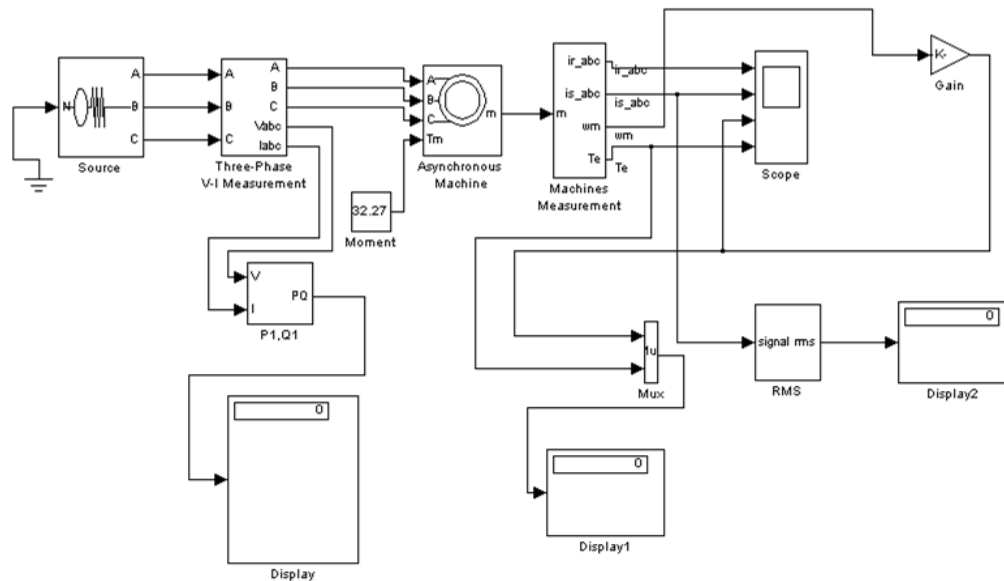 N
A
B
C
Source
A
B
C
A
B
C
Vabc
Iabc
Three-Phase
V-I Measurement
A
B
C
Tm
m
Asynchronous
Machine
32.27
Moment
m
ir_abc
is_abc
wm
Te
Machines
Measurement
ir_abc
is_abc
wm
Te
Scope
K-
Gain
V
I
PQ
P1,Q1
1u
Mux
signal rms
RMS
0
Display2
0
Display
0
Display1